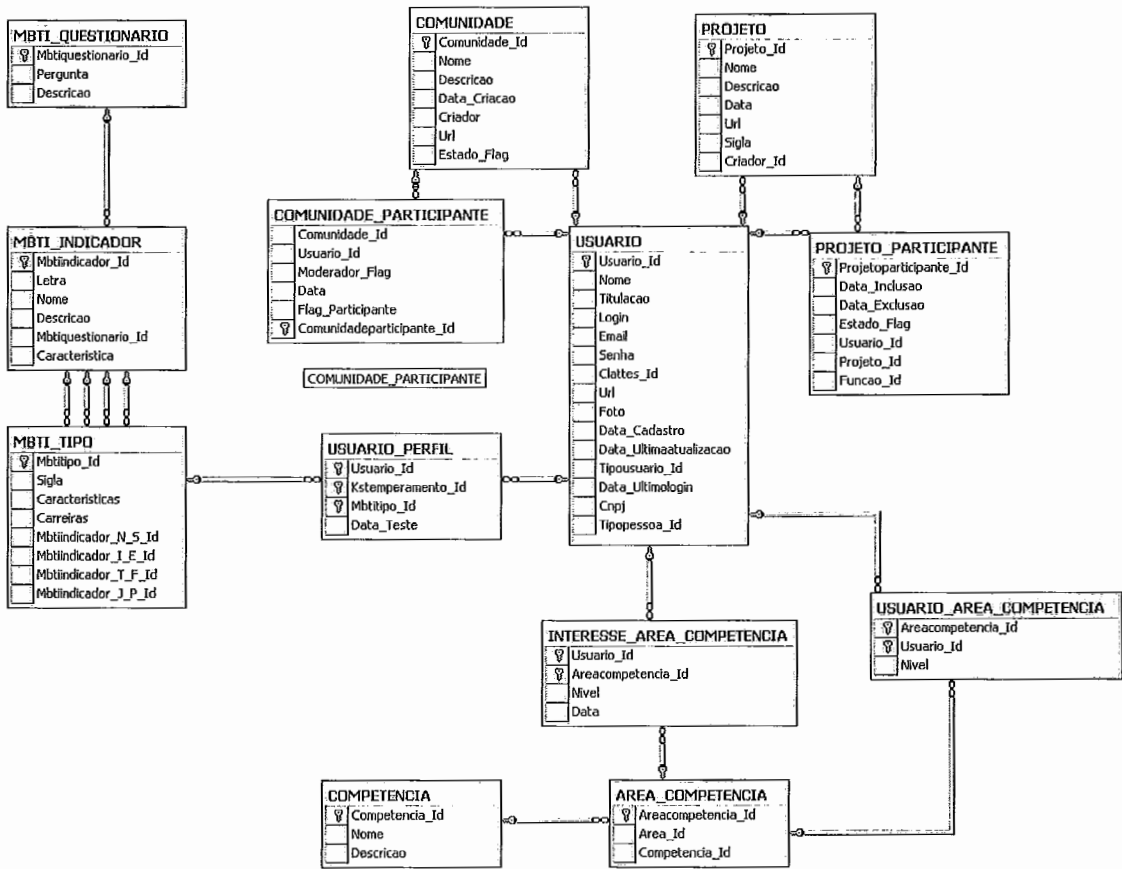 MBTI_QUESTIONARIO
Mbtiquestionario_Id
Pergunta
Descricao
COMUNIDADE
Comunidade_Id
Nome
Descricao
Data_Criacao
Criador
Url
Estado_Flag
PROJETO
Projeto_Id
Nome
Descricao
Data
Url
Sigla
Criador_Id
MBTI_INDICADOR
Mbtiindicador_Id
Letra
Nome
Descricao
Mbtiquestionario_Id
Caracteristica
COMUNIDADE_PARTICIPANTE
Comunidade_Id
Usuario_Id
Moderador_Flag
Data
Flag_Participante
Comunidadeparticipante_Id
COMUNIDADE_PARTICIPANTE
USUARIO
Usuario_Id
Nome
Titulacao
Login
Email
Senha
Clattes_Id
Url
Foto
Data_Cadastro
Data_Ultimaatualizacao
Tipousuario_Id
Data_Ultimologin
Cnpj
Tipopessoa_Id
PROJETO_PARTICIPANTE
Projetoparticipante_Id
Data_Inclusao
Data_Exclusao
Estado_Flag
Usuario_Id
Projeto_Id
Funcao_Id
MBTI_TIPO
Mbtitipo_Id
Sigla
Caracteristicas
Carreiras
Mbtiindicador_N_S_Id
Mbtiindicador_I_E_Id
Mbtiindicador_T_F_Id
Mbtiindicador_J_P_Id
USUARIO_PERFIL
Usuario_Id
Kstemperamento_Id
Mbtitipo_Id
Data_Teste
INTERESSE_AREA_COMPETENCIA
Usuario_Id
Areacompetencia_Id
Nivel
Data
USUARIO_AREA_COMPETENCIA
Areacompetencia_Id
Usuario_Id
Nivel
COMPETENCIA
Competencia_Id
Nome
Descricao
AREA_COMPETENCIA
Areacompetencia_Id
Area_Id
Competencia_Id